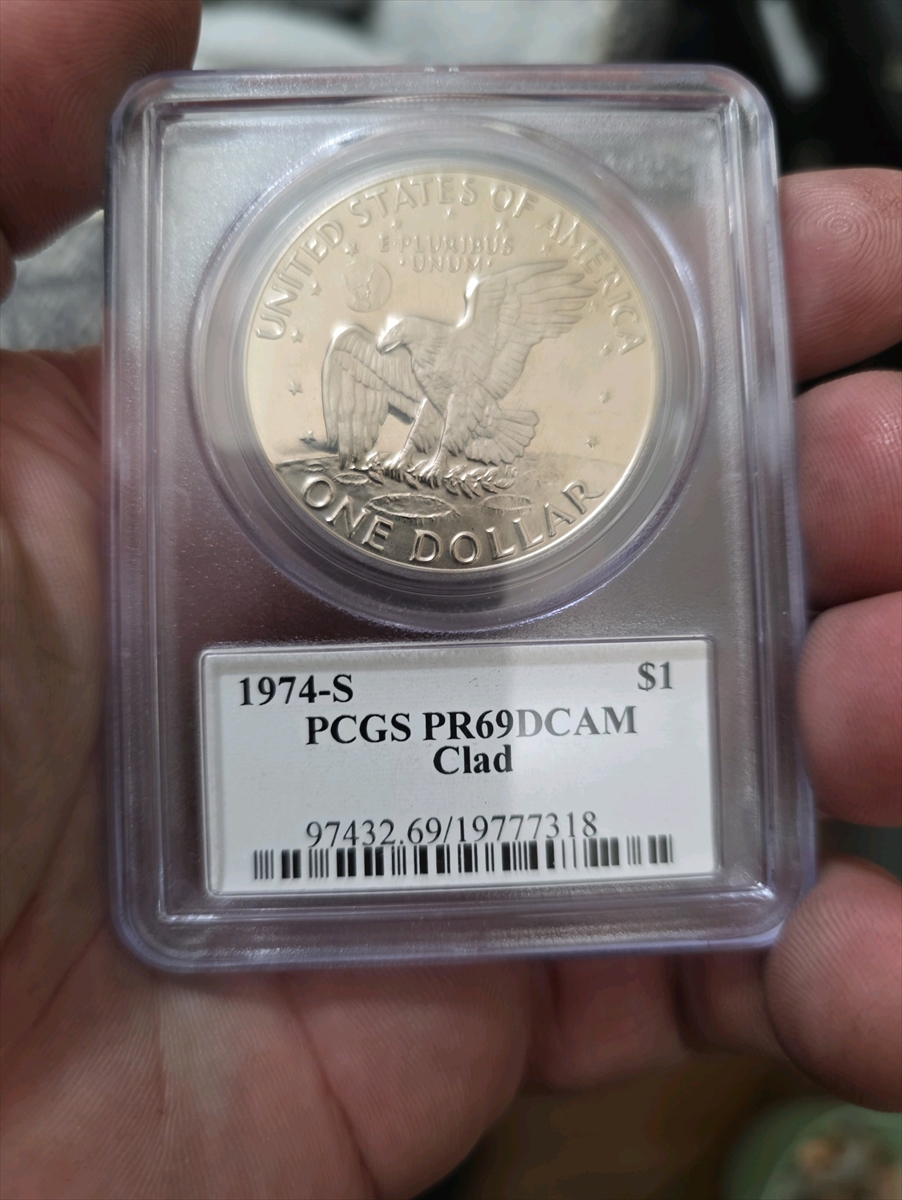 UNITED STATES OF AMERICA
E·PLURIBUS
·UNUM·
ONE DOLLAR
1974-S $1
PCGS PR69DCAM
Clad
97432.69/19777318